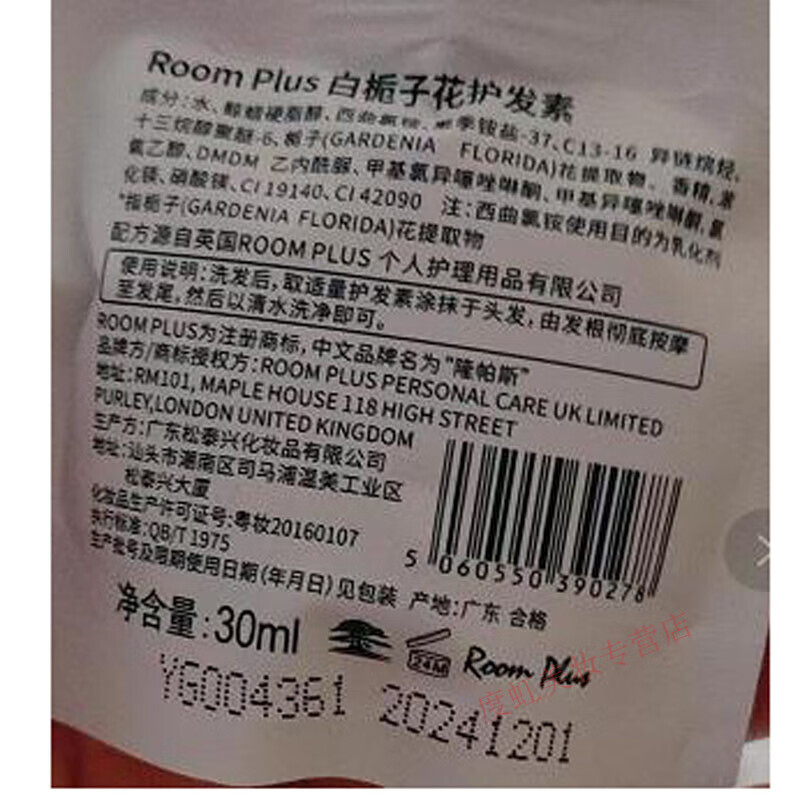 Room Plus 白栀子花护发素
成分:水、鲸蜡硬脂醇、西曲氯铵、季铵盐-37、C13-16 异链烷烃、
十三烷醇聚醚-6、栀子(GARDENIA FLORIDA)花提取物、香精、苯
氧乙醇、DMDM 乙内酰脲、甲基氯异噻唑啉酮、甲基异噻唑啉酮、氯
化镁、硝酸镁、CI 19140、CI 42090 注:西曲氯铵使用目的为乳化剂
*指栀子(GARDENIA FLORIDA)花提取物
配方源自英国ROOM PLUS 个人护理用品有限公司
使用说明:洗发后,取适量护发素涂抹于头发,由发根彻底按摩
至发尾,然后以清水洗净即可。
ROOM PLUS为注册商标,中文品牌名为"隆帕斯"
品牌方/商标授权方:ROOM PLUS PERSONAL CARE UK LIMITED
地址:RM101, MAPLE HOUSE 118 HIGH STREET
PURLEY,LONDON UNITED KINGDOM
生产方:广东松泰兴化妆品有限公司
地址:汕头市潮南区司马浦溫美工业区
松泰兴大厦
化妆品生产许可证号:粤妆20160107
执行标准:QB/T 1975
生产批号及限期使用日期(年月日)见包装 产地:广东 合格
5 060550 390278
净含量:30ml
24M
Room Plus
YG004361 20241201
度虹美妆专营店